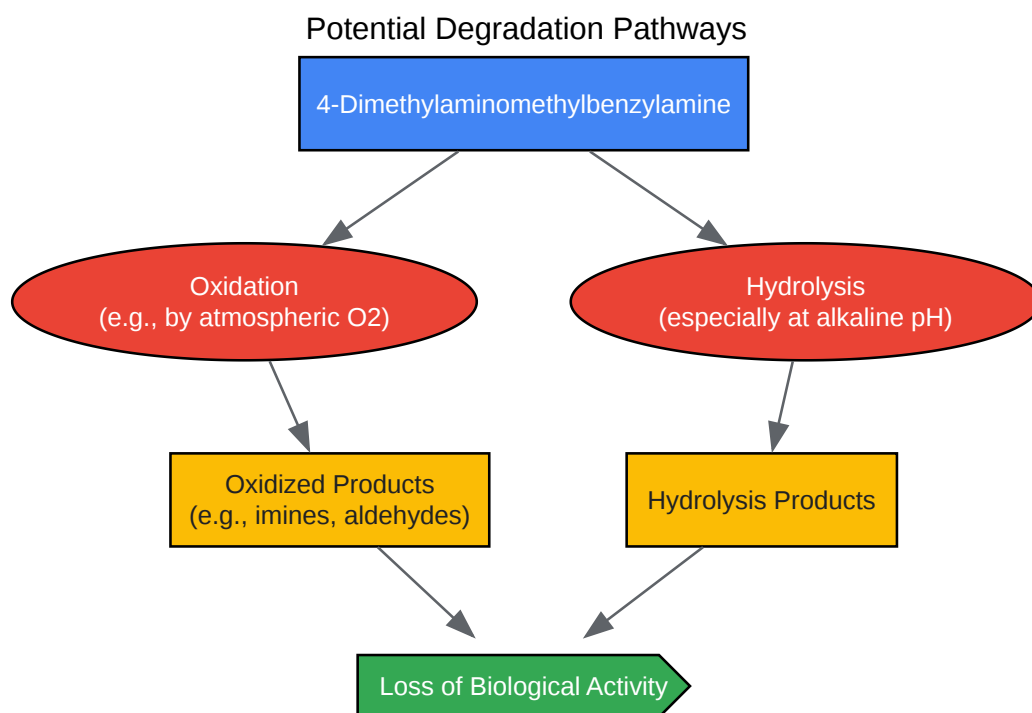 Potential Degradation Pathways
4-Dimethylaminomethylbenzylamine
Oxidation
(e.g., by atmospheric O2)
Hydrolysis
(especially at alkaline pH)
Oxidized Products
(e.g., imines, aldehydes)
Hydrolysis Products
Loss of Biological Activity